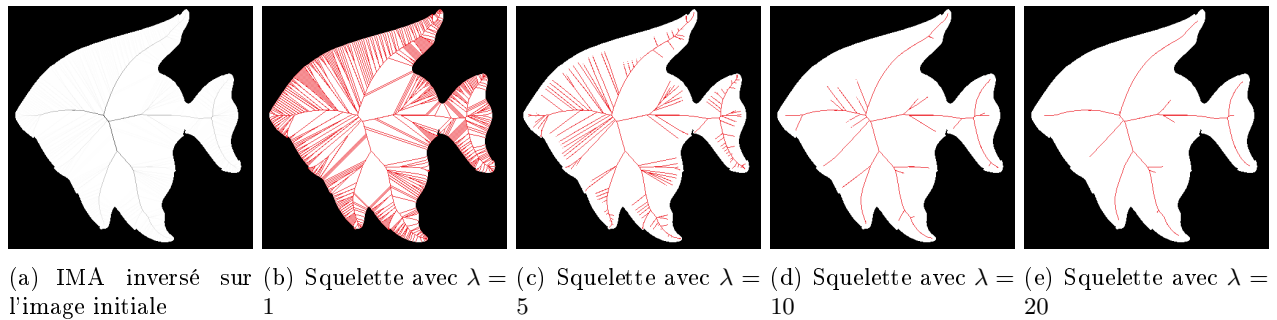 (a) IMA inversé sur
l'image initiale
(b) Squelette avec λ =
1
(c) Squelette avec λ =
5
(d) Squelette avec λ =
10
(e) Squelette avec λ =
20